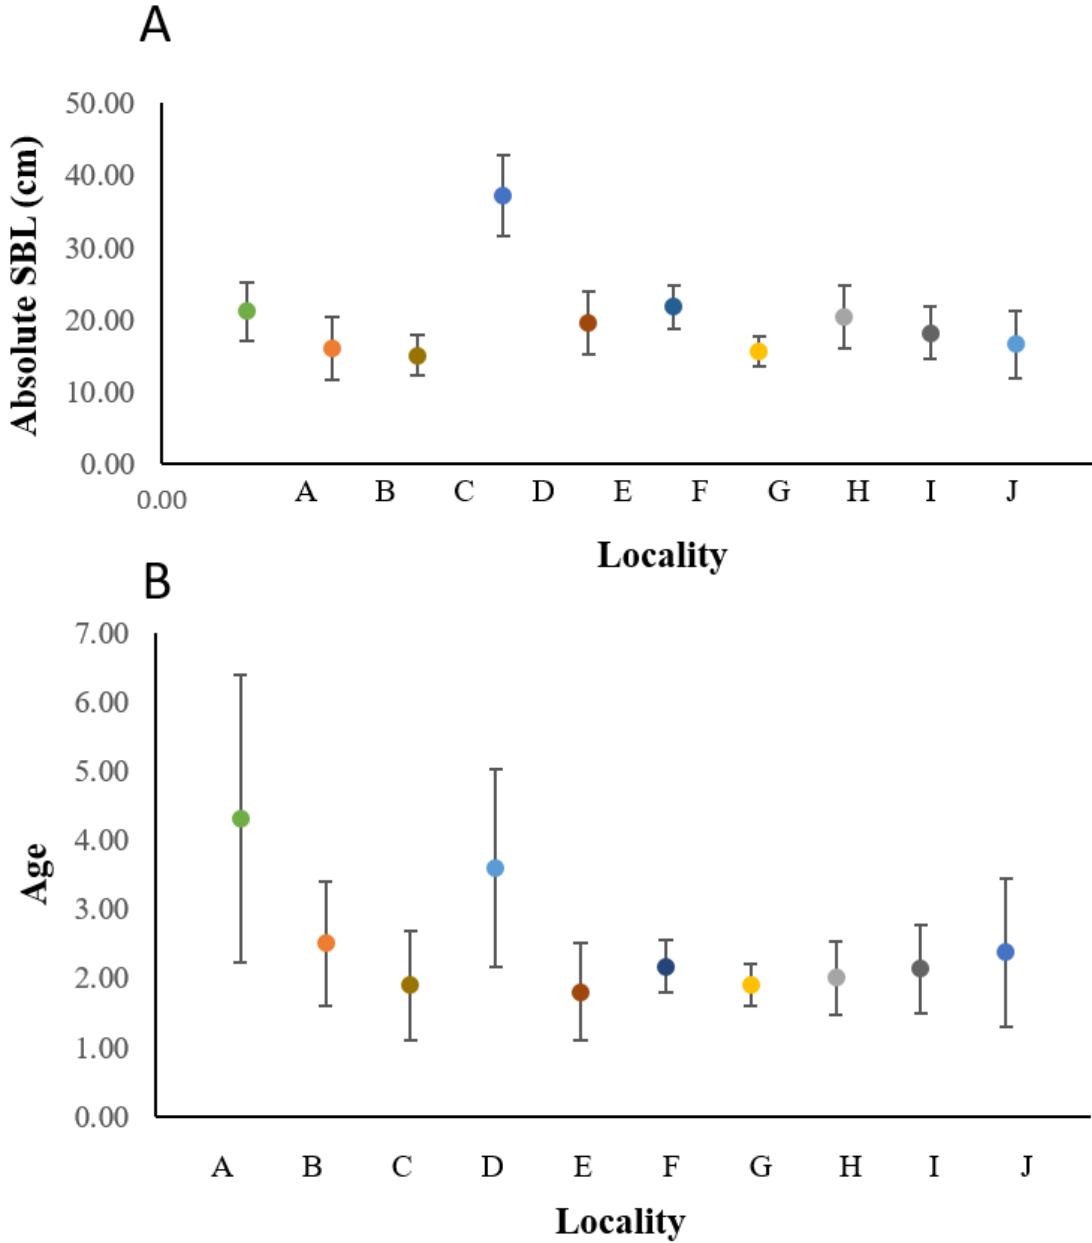 A
50.00
40.00
30.00
20.00
10.00
0.00
Absolute SBL (cm)
0.00 A B C D E F G H I J
Locality
B
7.00
6.00
5.00
4.00
3.00
2.00
1.00
0.00
Age
A B C D E F G H I J
Locality